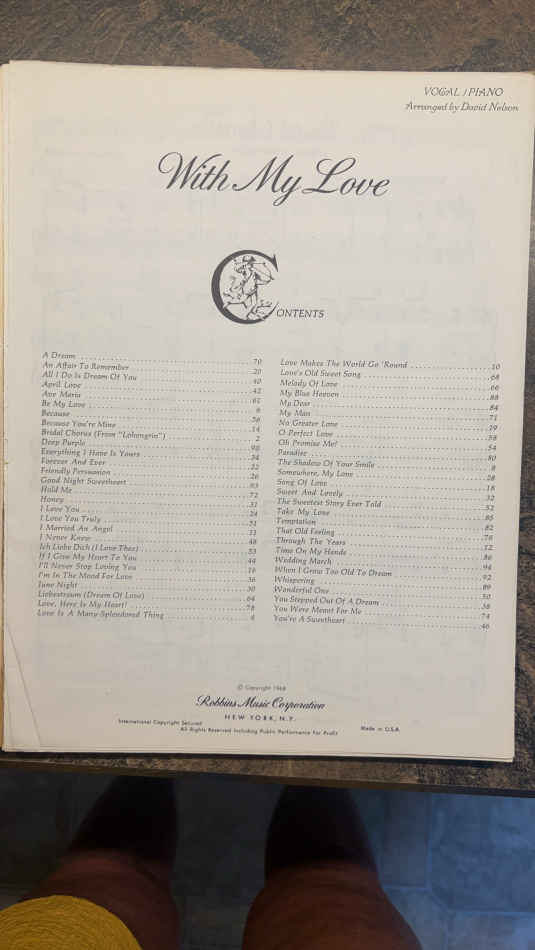 VOCAL / PIANO
Arranged by David Nelson
With My Love
CONTENTS
A Dream 70
An Affair To Remember 20
All I Do Is Dream Of You 40
April Love 42
Ave Maria 61
Be My Love 6
Because 56
Because You're Mine 14
Bridal Chorus (From "Lohengrin") 2
Deep Purple 90
Everything I Have Is Yours 34
Forever And Ever 22
Friendly Persuasion 26
Good Night Sweetheart 93
Hold Me 72
Honey 31
I Love You 24
I Love You Truly 51
I Married An Angel 11
I Never Knew 48
Ich Liebe Dich (I Love Thee) 53
If I Give My Heart To You 44
I'll Never Stop Loving You 16
I'm In The Mood For Love 36
June Night 30
Liebestraum (Dream Of Love) 64
Love, Here Is My Heart! 78
Love Is A Many-Splendored Thing 4
Love Makes The World Go 'Round 10
Love's Old Sweet Song 68
Melody Of Love 66
My Blue Heaven 88
My Dear 84
My Man 71
No Greater Love 19
O Perfect Love 58
Oh Promise Me! 54
Paradise 80
The Shadow Of Your Smile 8
Somewhere, My Love 28
Song Of Love 18
Sweet And Lovely 32
The Sweetest Story Ever Told 52
Take My Love 85
Temptation 82
That Old Feeling 76
Through The Years 12
Time On My Hands 86
Wedding March 94
When I Grow Too Old To Dream 92
Whispering 89
Wonderful One 50
You Stepped Out Of A Dream 38
You Were Meant For Me 74
You're A Sweetheart 46
© Copyright 1968
Robbins Music Corporation
NEW YORK, N.Y.
International Copyright Secured
Made in U.S.A.
All Rights Reserved Including Public Performance For Profit